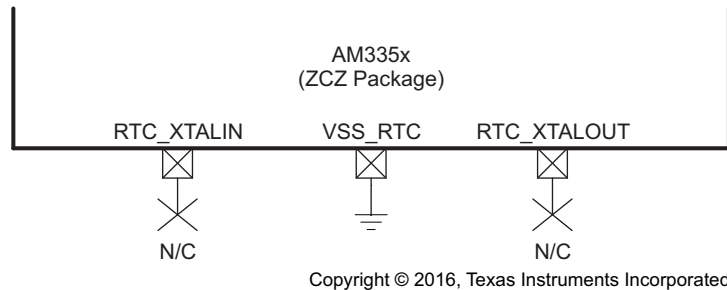 AM335x
(ZCZ Package)
RTC_XTALIN VSS_RTC RTC_XTALOUT
N/C N/C
Copyright © 2016, Texas Instruments Incorporated